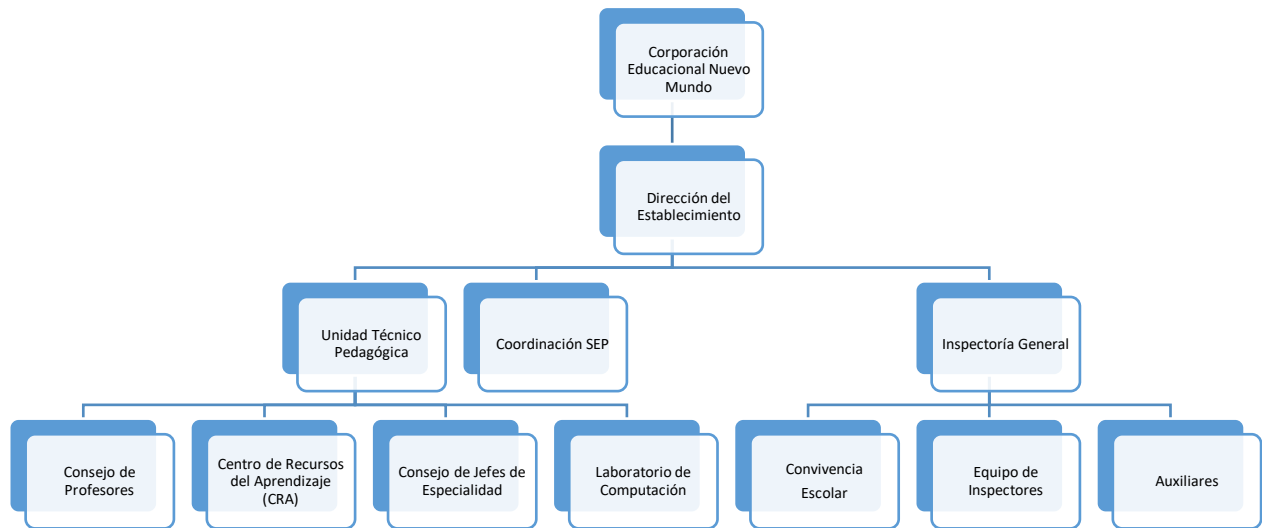 Corporación
Educacional Nuevo
Mundo
Dirección del
Establecimiento
Unidad Técnico
Pedagógica
Coordinación SEP
Inspectoría General
Consejo de
Profesores
Centro de Recursos
del Aprendizaje
(CRA)
Consejo de Jefes de
Especialidad
Laboratorio de
Computación
Convivencia
Escolar
Equipo de
Inspectores
Auxiliares